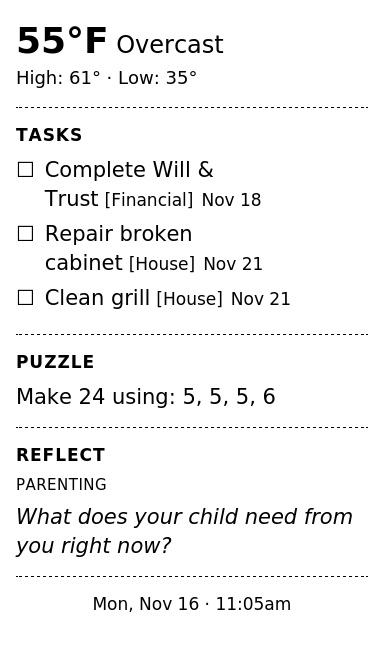 55°F Overcast
High: 61° · Low: 35°
TASKS
☐ Complete Will &
Trust [Financial] Nov 18
☐ Repair broken
cabinet [House] Nov 21
☐ Clean grill [House] Nov 21
PUZZLE
Make 24 using: 5, 5, 5, 6
REFLECT
PARENTING
What does your child need from
you right now?
Mon, Nov 16 · 11:05am